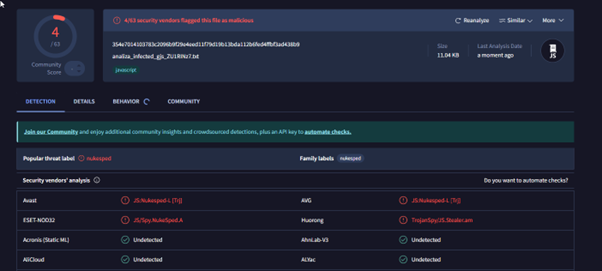 4
/ 63
Community
Score
4/63 security vendors flagged this file as malicious
Reanalyze Similar More
analiza_infected_gjs_ZU1RlNz7.txt
javascript
Size
11.04 KB
Last Analysis Date
a moment ago
JS
DETECTION DETAILS BEHAVIOR COMMUNITY
Join our Community and enjoy additional community insights and crowdsourced detections, plus an API key to automate checks.
Popular threat label nukesped Family labels nukesped
Security vendors' analysis Do you want to automate checks?
Avast JS:Nukesped-L [Trj] AVG JS:Nukesped-L [Trj]
ESET-NOD32 JS/Spy.NukeSped.A Huorong TrojanSpy/JS.Stealer.am
Acronis (Static ML) Undetected AhnLab-V3 Undetected
AliCloud Undetected ALYac Undetected